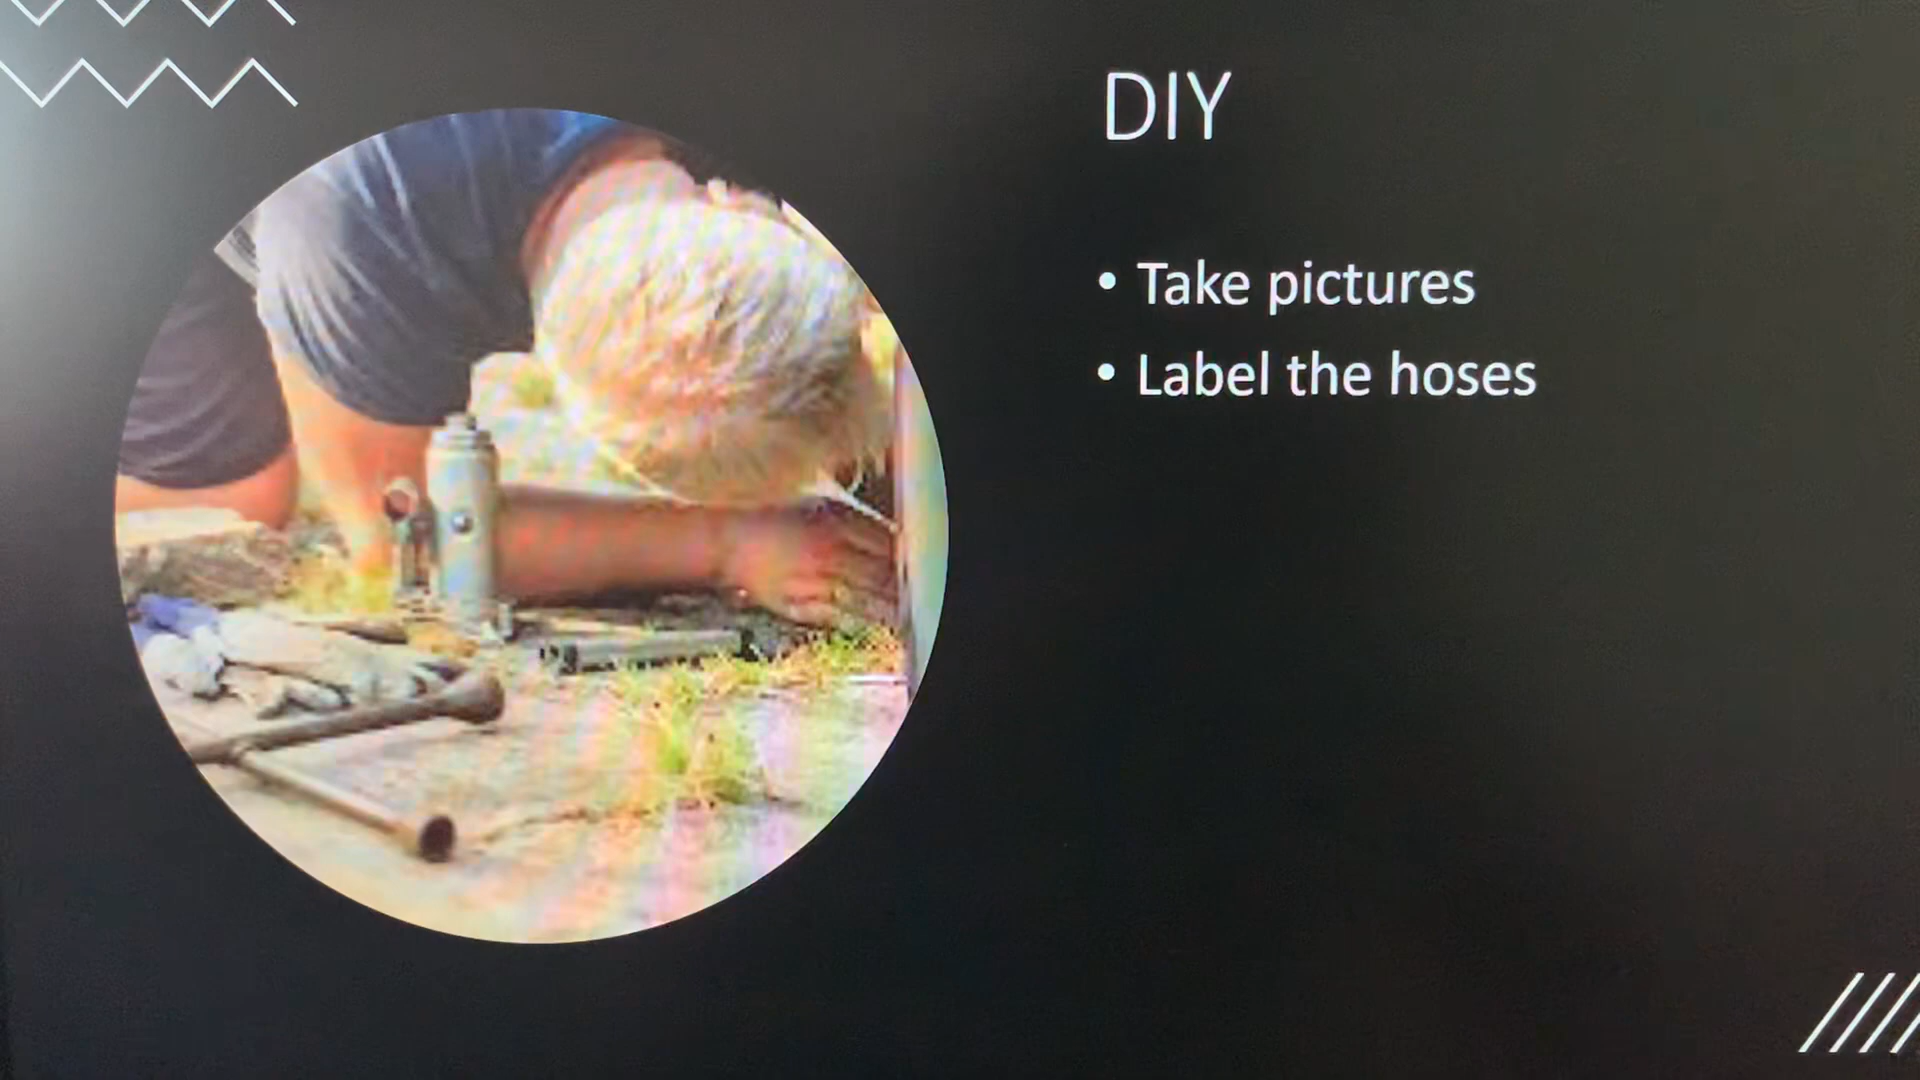 DIY
• Take pictures
• Label the hoses